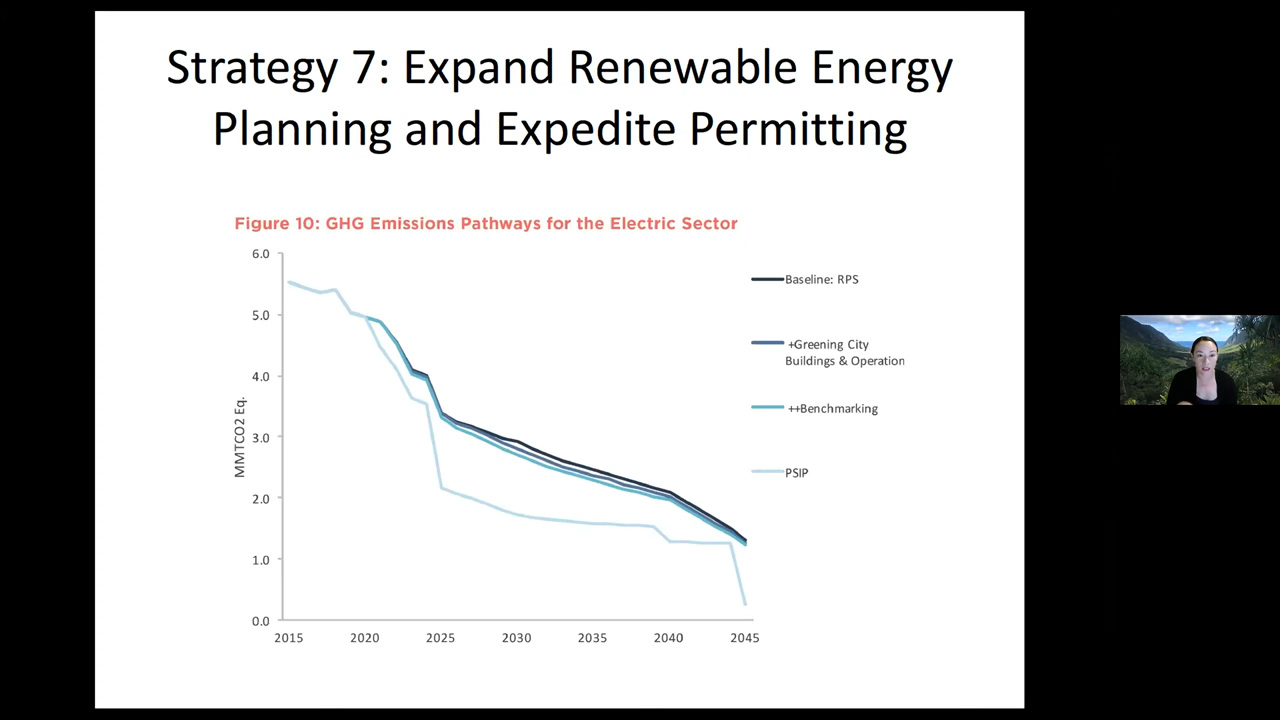 Strategy 7: Expand Renewable Energy
Planning and Expedite Permitting
Figure 10: GHG Emissions Pathways for the Electric Sector
MMTCO2 Eq.
6.0
5.0
4.0
3.0
2.0
1.0
0.0
2015 2020 2025 2030 2035 2040 2045
Baseline: RPS
+Greening City
Buildings & Operation
++Benchmarking
PSIP